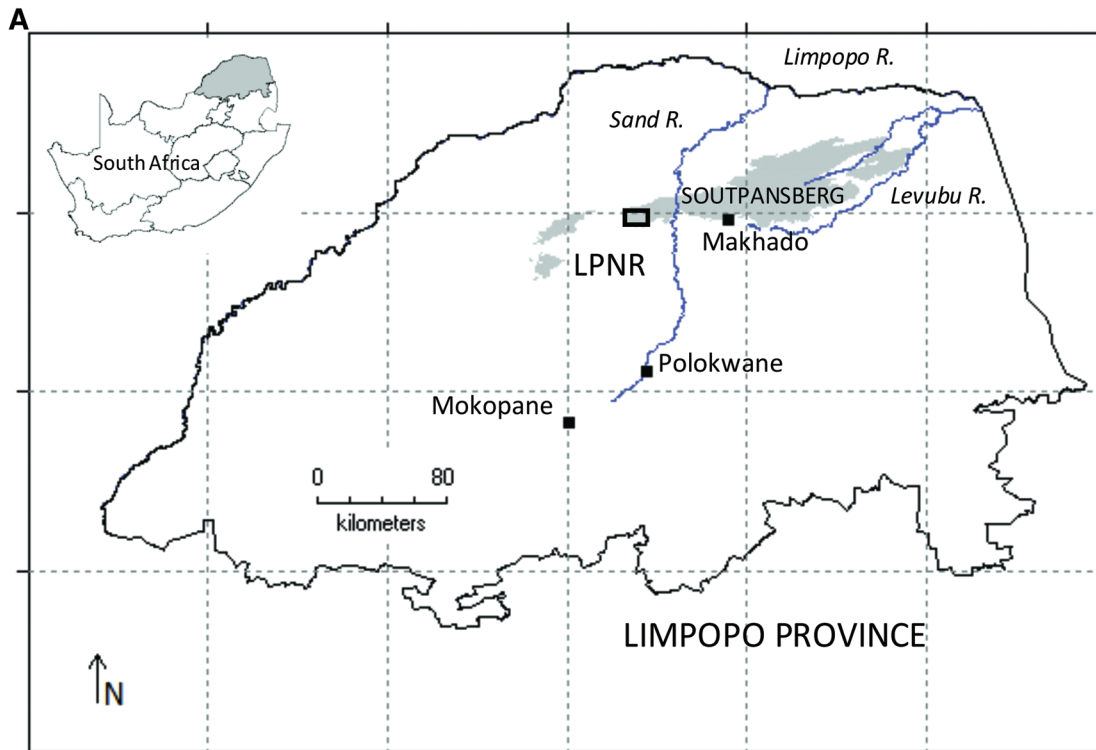 A
Limpopo R.
Sand R.
South Africa
SOUTPANSBERG
Levubu R.
Makhado
LPNR
Polokwane
Mokopane
0 80
kilometers
LIMPOPO PROVINCE
N